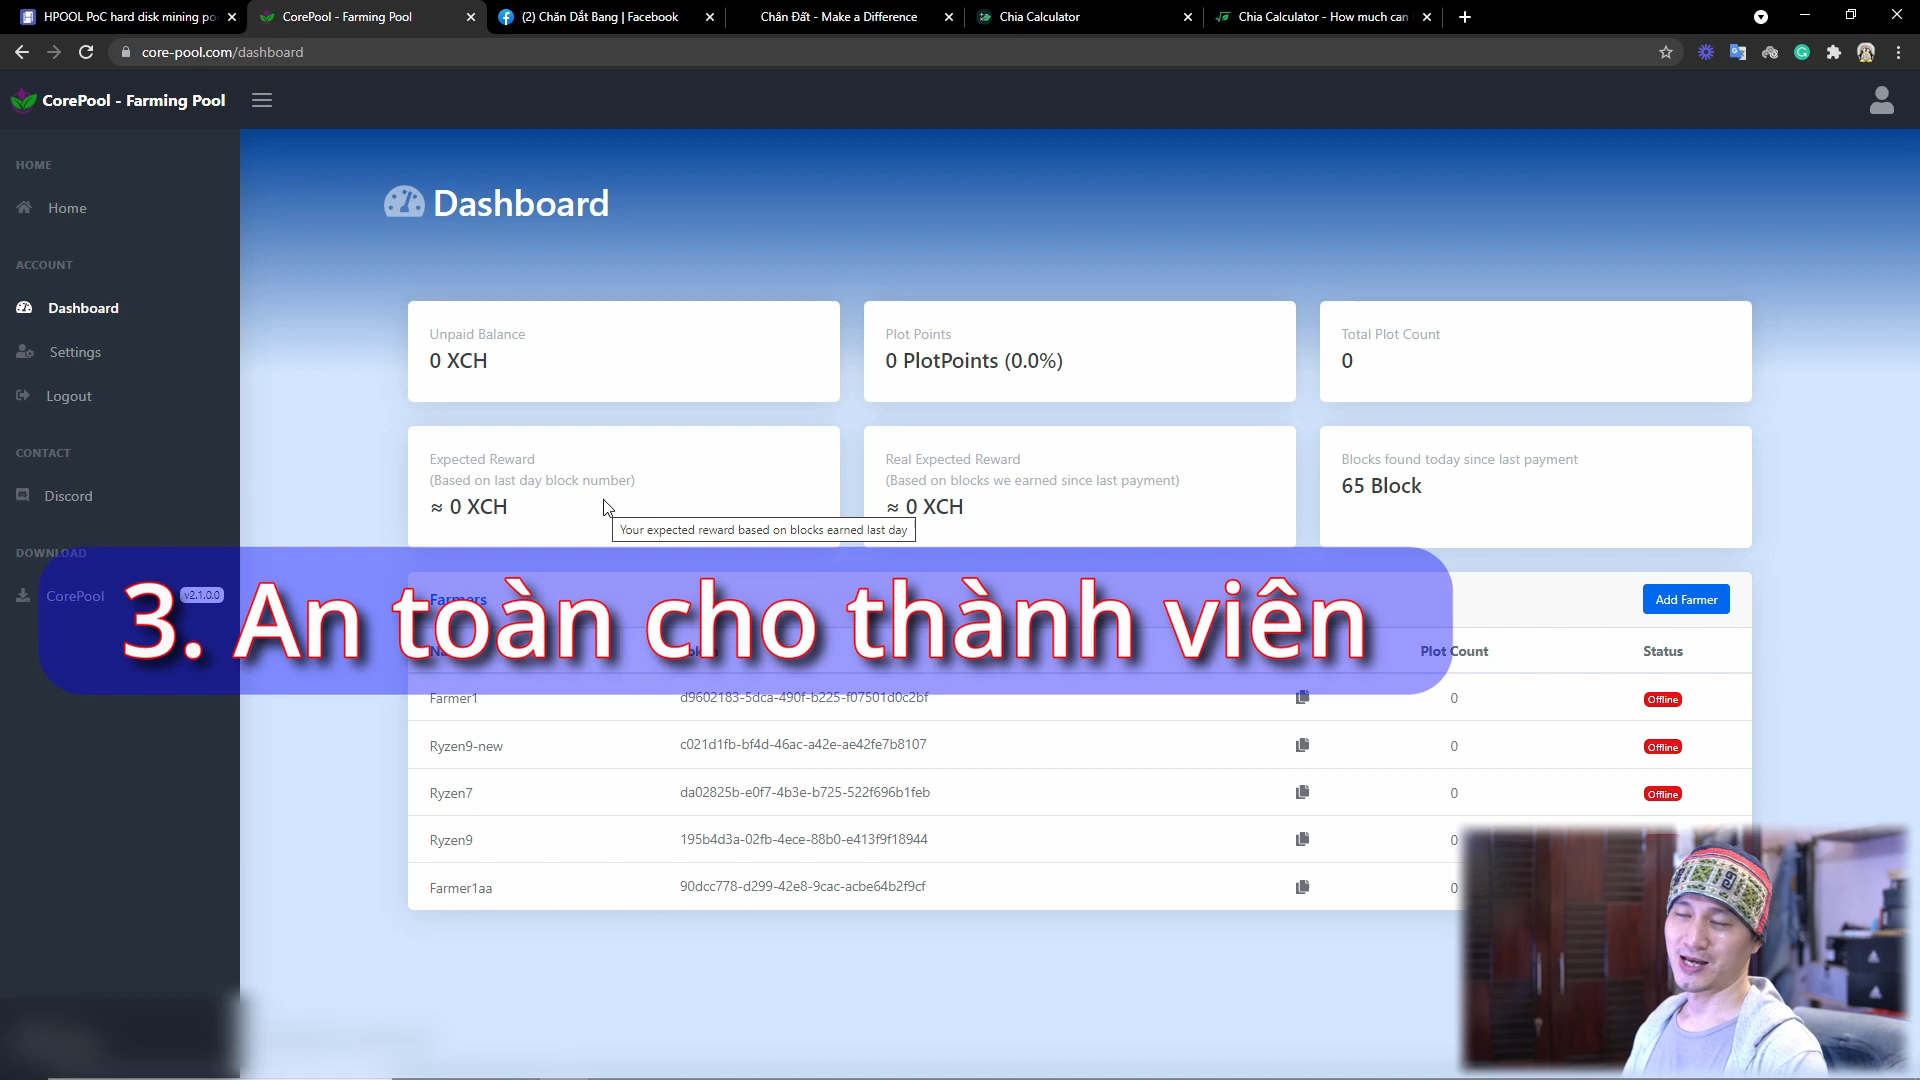 HPOOL PoC hard disk mining po
CorePool - Farming Pool
(2) Chăn Dắt Bang | Facebook
Chân Đất - Make a Difference
Chia Calculator
Chia Calculator - How much can
core-pool.com/dashboard
CorePool - Farming Pool
HOME
Home
ACCOUNT
Dashboard
Settings
Logout
CONTACT
Discord
DOWNLOAD
CorePool v2.1.0.0
Dashboard
Unpaid Balance
0 XCH
Plot Points
0 PlotPoints (0.0%)
Total Plot Count
0
Expected Reward
(Based on last day block number)
≈ 0 XCH
Real Expected Reward
(Based on blocks we earned since last payment)
≈ 0 XCH
Blocks found today since last payment
65 Block
Your expected reward based on blocks earned last day
3. An toàn cho thành viên
Farmers
Add Farmer
Plot Count Status
Farmer1 d9602183-5dca-490f-b225-f07501d0c2bf 0 Offline
Ryzen9-new c021d1fb-bf4d-46ac-a42e-ae42fe7b8107 0 Offline
Ryzen7 da02825b-e0f7-4b3e-b725-522f696b1feb 0 Offline
Ryzen9 195b4d3a-02fb-4ece-88b0-e413f9f18944 0
Farmer1aa 90dcc778-d299-42e8-9cac-acbe64b2f9cf 0